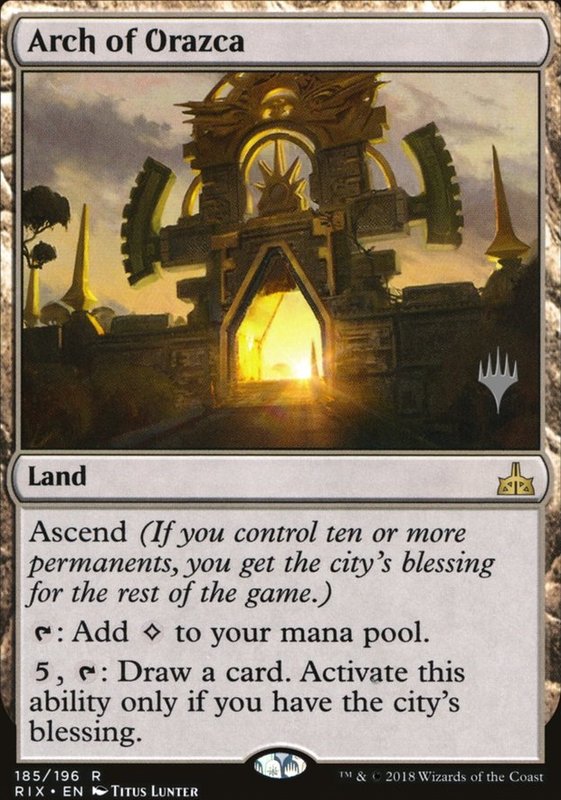 Arch of Orazca
Land
Ascend (If you control ten or more
permanents, you get the city's blessing
for the rest of the game.)
: Add to your mana pool.
5, : Draw a card. Activate this
ability only if you have the city's
blessing.
185/196 R
RIX • EN Titus Lunter
™ & © 2018 Wizards of the Coast